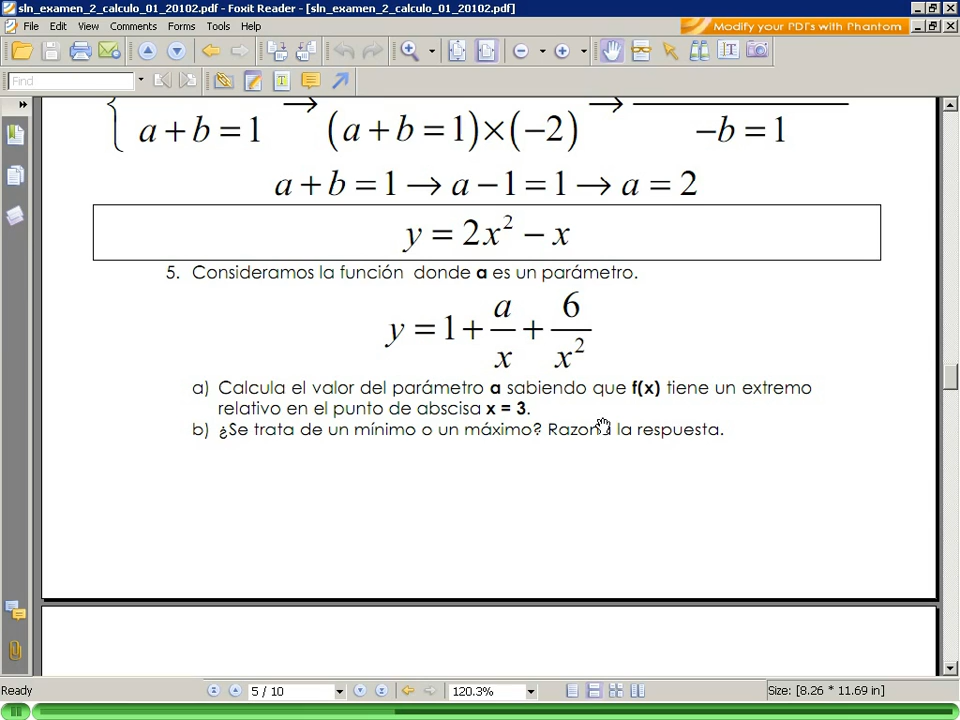 sln_examen_2_calculo_01_20102.pdf - Foxit Reader - [sln_examen_2_calculo_01_20102.pdf]
File Edit View Comments Forms Tools Help
Modify your PDFs with Phantom
Find
a + b = 1 (a + b = 1) × (−2) → −b = 1
a + b = 1 → a − 1 = 1 → a = 2
y = 2x² − x
5. Consideramos la función donde a es un parámetro.
y = 1 + a/x + 6/x²
a) Calcula el valor del parámetro a sabiendo que f(x) tiene un extremo
relativo en el punto de abscisa x = 3.
b) ¿Se trata de un mínimo o un máximo? Razona la respuesta.
Ready 5 / 10 120.3% Size: [8.26 * 11.69 in]